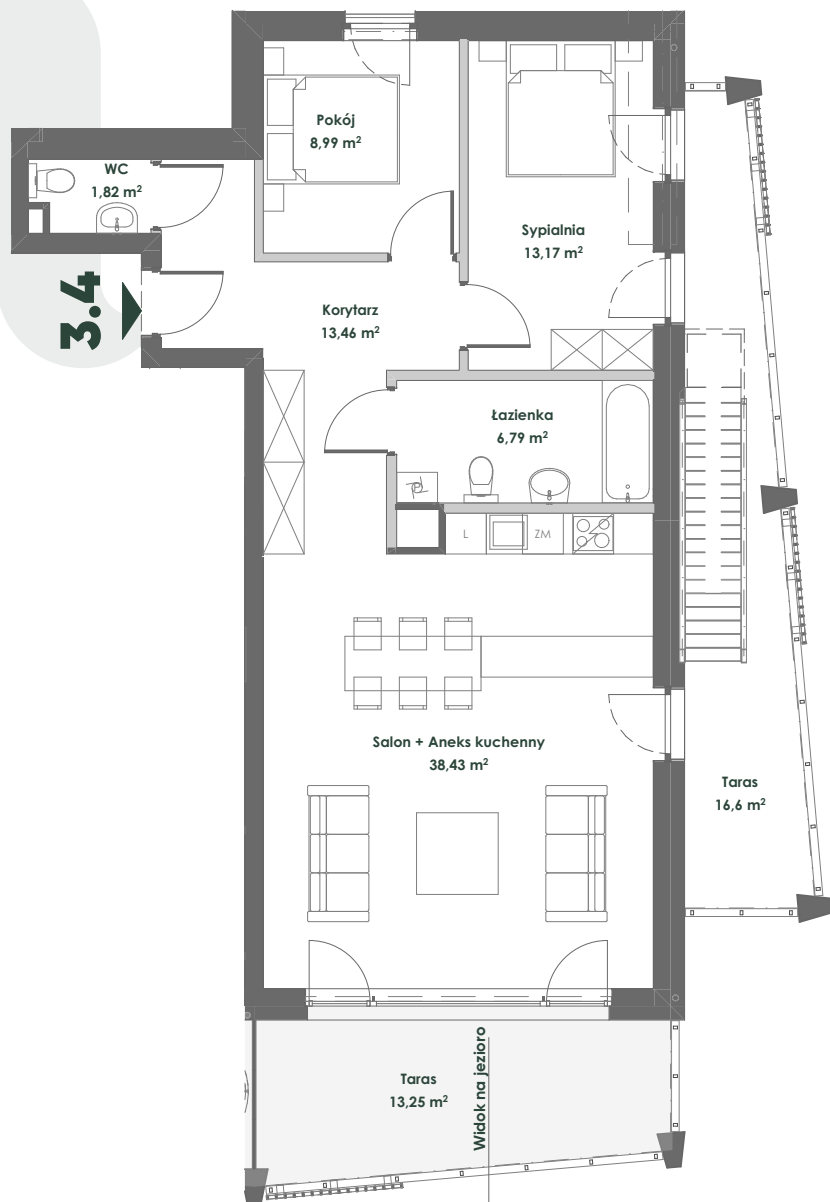 Pokój
8,99 m²
WC
1,82 m²
Sypialnia
13,17 m²
3.4
Korytarz
13,46 m²
Łazienka
6,79 m²
P
L
ZM
Salon + Aneks kuchenny
38,43 m²
Taras
16,6 m²
Taras
13,25 m²
Widok na jezioro